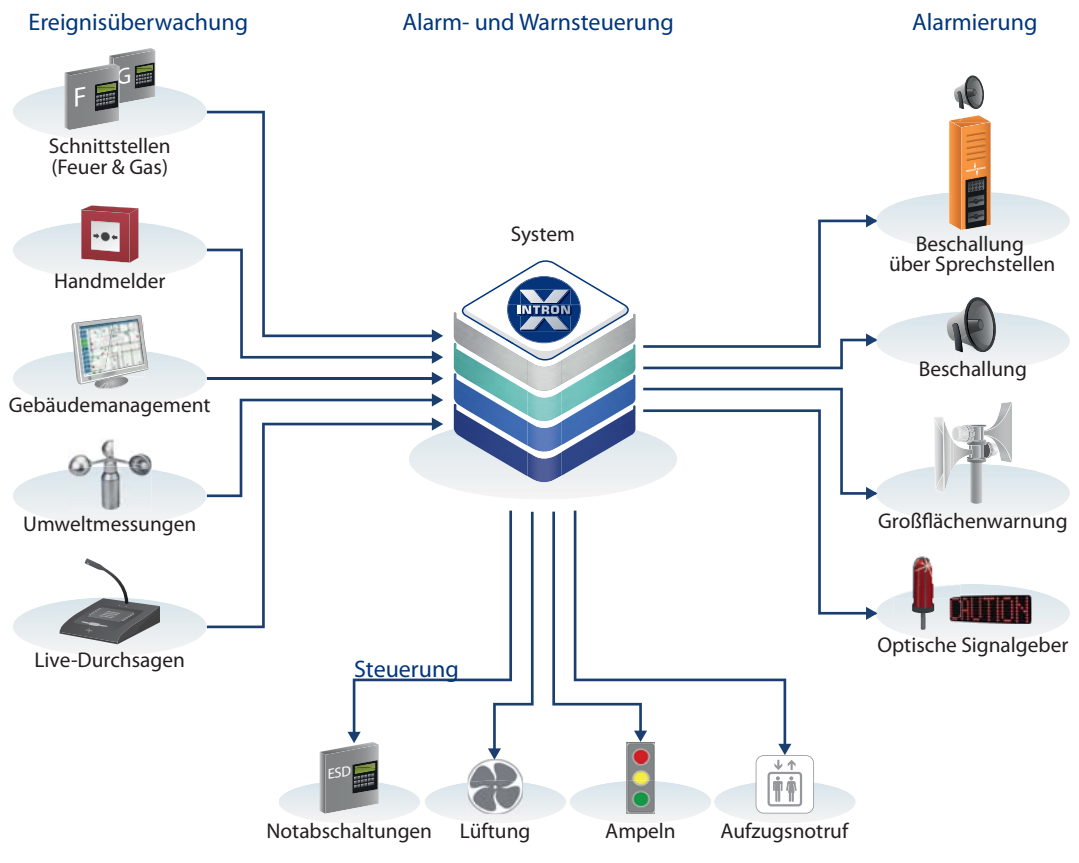 Ereignisüberwachung
Alarm- und Warnsteuerung
Alarmierung
F
G
Schnittstellen
(Feuer & Gas)
Handmelder
Gebäudemanagement
Umweltmessungen
Live-Durchsagen
System
INTRON X
Beschallung
über Sprechstellen
Beschallung
Großflächenwarnung
CAUTION
Optische Signalgeber
Steuerung
ESD
Notabschaltungen
Lüftung
Ampeln
Aufzugsnotruf